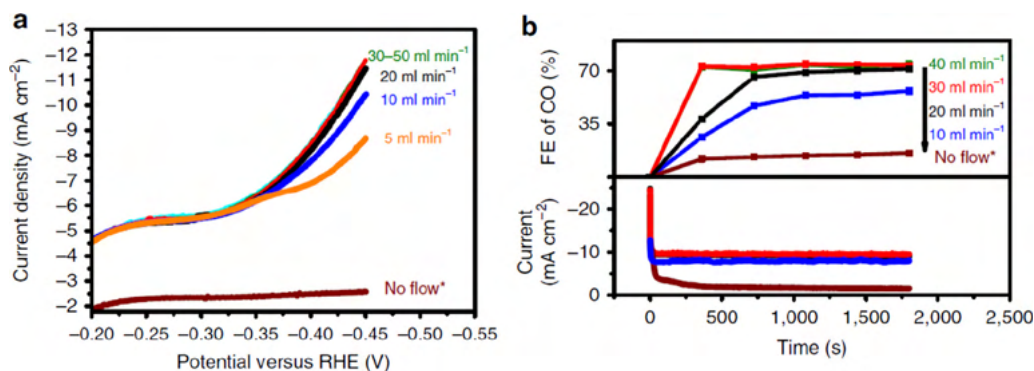 a
Current density (mA cm⁻²)
–13
–12
–11
–10
–9
–8
–7
–6
–5
–4
–3
–2
30–50 ml min⁻¹
20 ml min⁻¹
10 ml min⁻¹
5 ml min⁻¹
No flow*
–0.20 –0.25 –0.30 –0.35 –0.40 –0.45 –0.50 –0.55
Potential versus RHE (V)
b
FE of CO (%)
70
35
40 ml min⁻¹
30 ml min⁻¹
20 ml min⁻¹
10 ml min⁻¹
No flow*
Current
(mA cm⁻²)
–20
–10
0
0 500 1,000 1,500 2,000 2,500
Time (s)